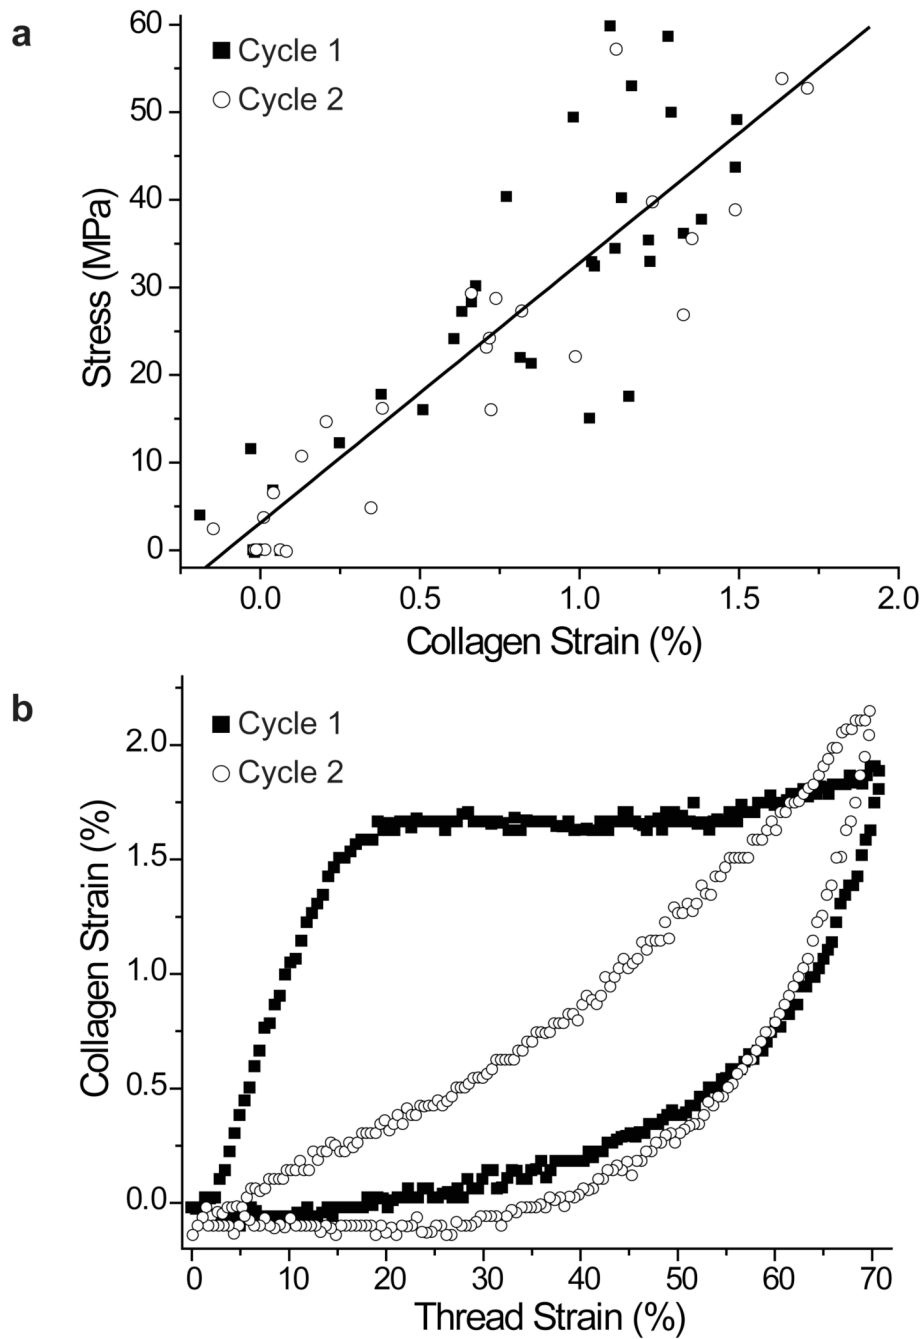 a
Cycle 1
Cycle 2
60
50
40
30
20
10
0
Stress (MPa)
0.0 0.5 1.0 1.5 2.0
Collagen Strain (%)
b
Cycle 1
Cycle 2
2.0
1.5
1.0
0.5
0.0
Collagen Strain (%)
0 10 20 30 40 50 60 70
Thread Strain (%)